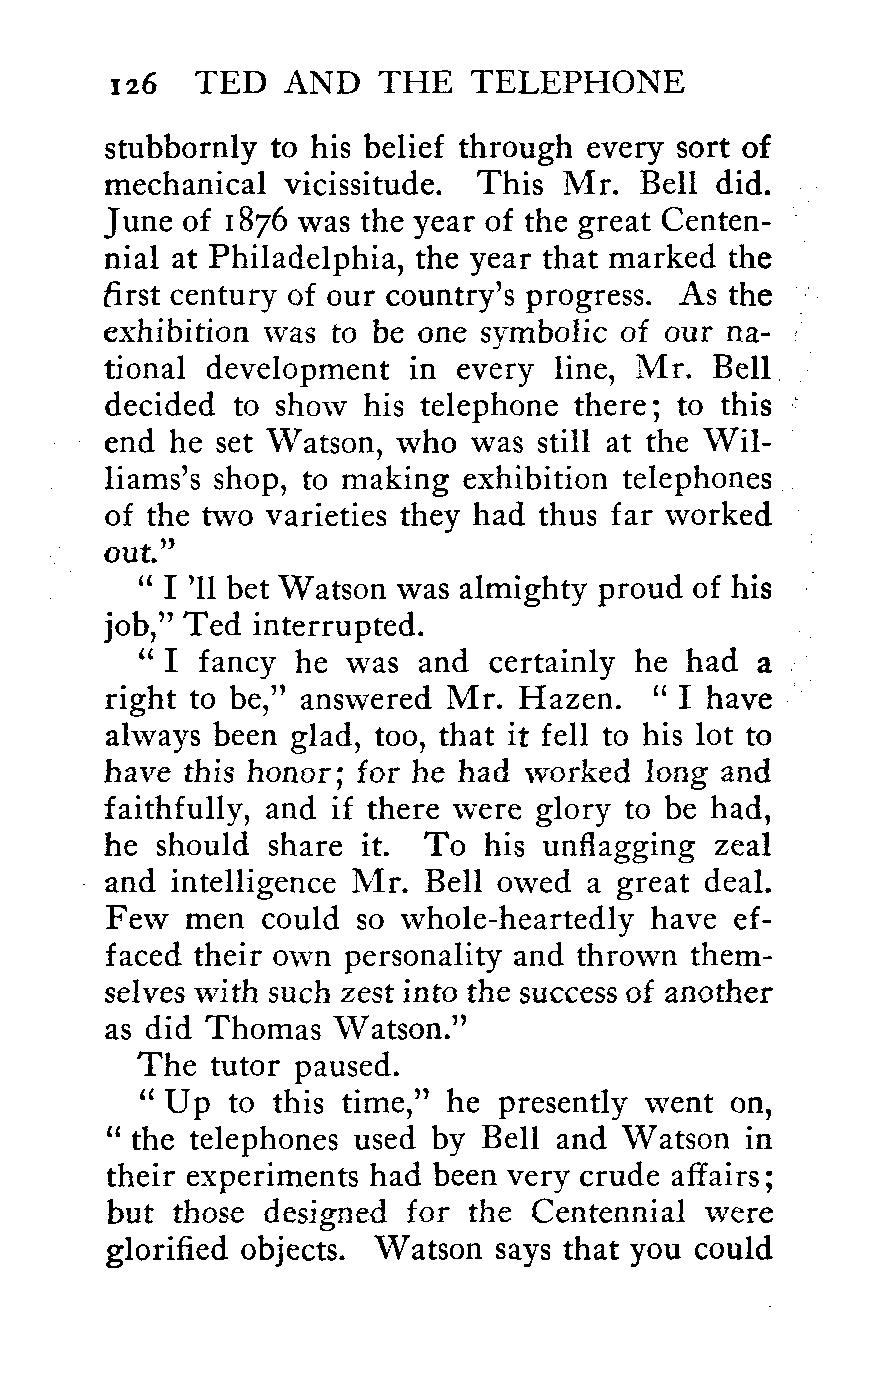 126 TED AND THE TELEPHONE
stubbornly to his belief through every sort of
mechanical vicissitude. This Mr. Bell did.
June of 1876 was the year of the great Centen-
nial at Philadelphia, the year that marked the
first century of our country's progress. As the
exhibition was to be one symbolic of our na-
tional development in every line, Mr. Bell
decided to show his telephone there; to this
end he set Watson, who was still at the Wil-
liams's shop, to making exhibition telephones
of the two varieties they had thus far worked
out."
" I 'll bet Watson was almighty proud of his
job," Ted interrupted.
" I fancy he was and certainly he had a
right to be," answered Mr. Hazen. " I have
always been glad, too, that it fell to his lot to
have this honor; for he had worked long and
faithfully, and if there were glory to be had,
he should share it. To his unflagging zeal
and intelligence Mr. Bell owed a great deal.
Few men could so whole-heartedly have ef-
faced their own personality and thrown them-
selves with such zest into the success of another
as did Thomas Watson."
The tutor paused.
" Up to this time," he presently went on,
" the telephones used by Bell and Watson in
their experiments had been very crude affairs;
but those designed for the Centennial were
glorified objects. Watson says that you could